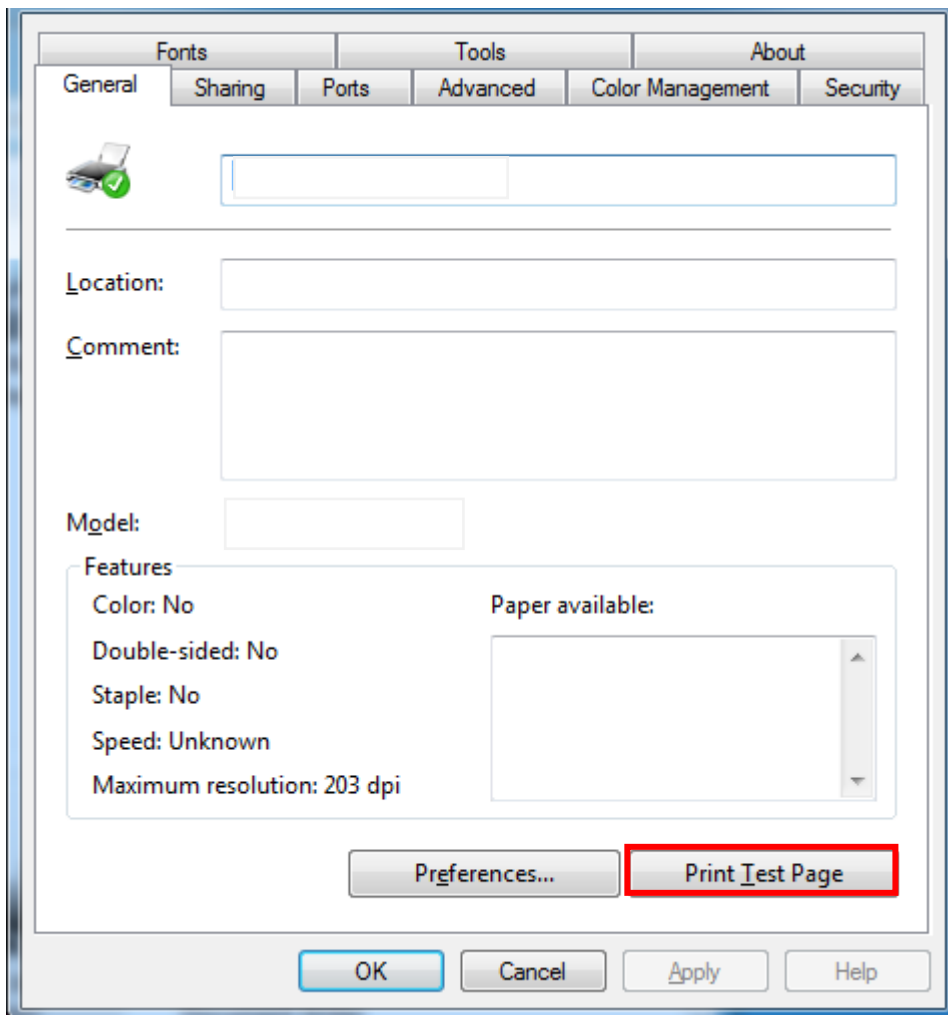 Fonts Tools About
General Sharing Ports Advanced Color Management Security
Location:
Comment:
Model:
Features
Color: No
Paper available:
Double-sided: No
Staple: No
Speed: Unknown
Maximum resolution: 203 dpi
Preferences... Print Test Page
OK Cancel Apply Help